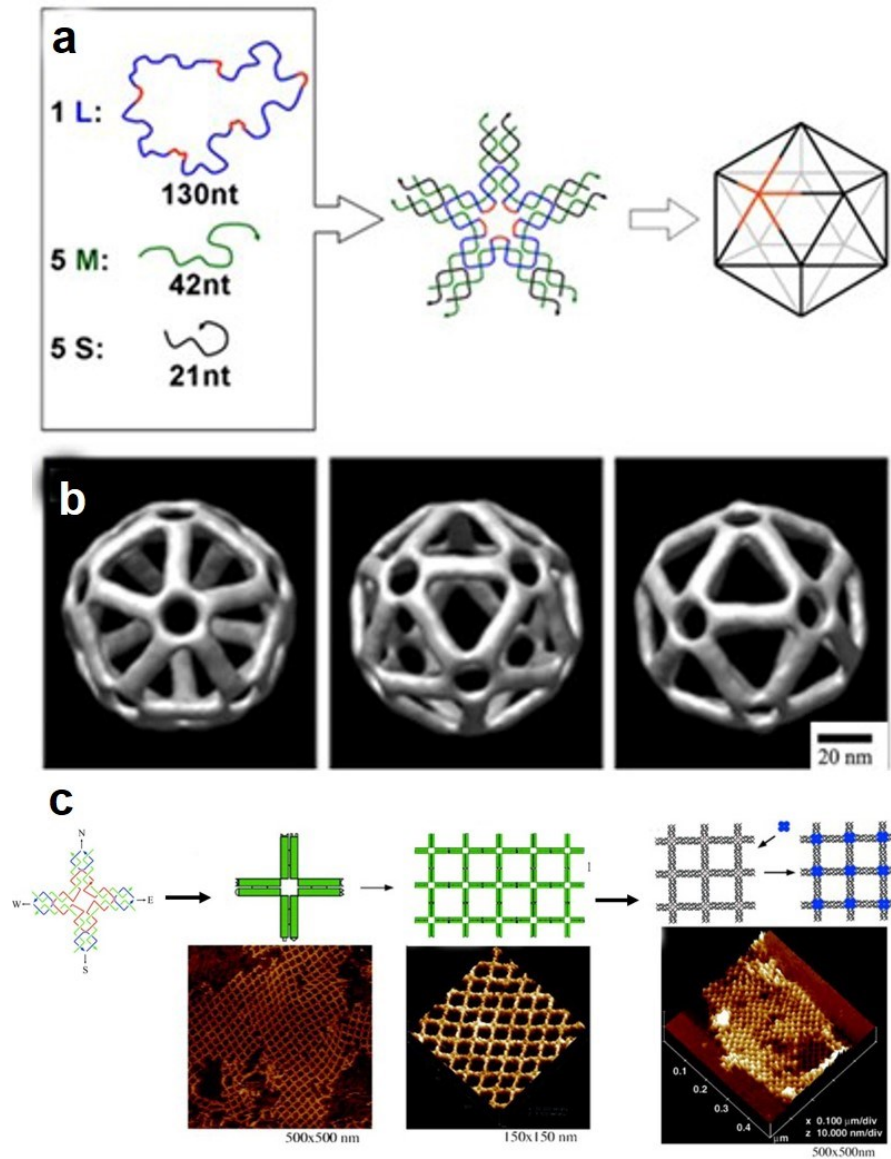 a
1 L:
130nt
5 M:
42nt
5 S:
21nt
b
20 nm
c
N
W
E
S
500x500 nm
150x150 nm
0.1
0.2
0.3
0.4
µm
x 0.100 µm/div
z 10.000 nm/div
500x500nm